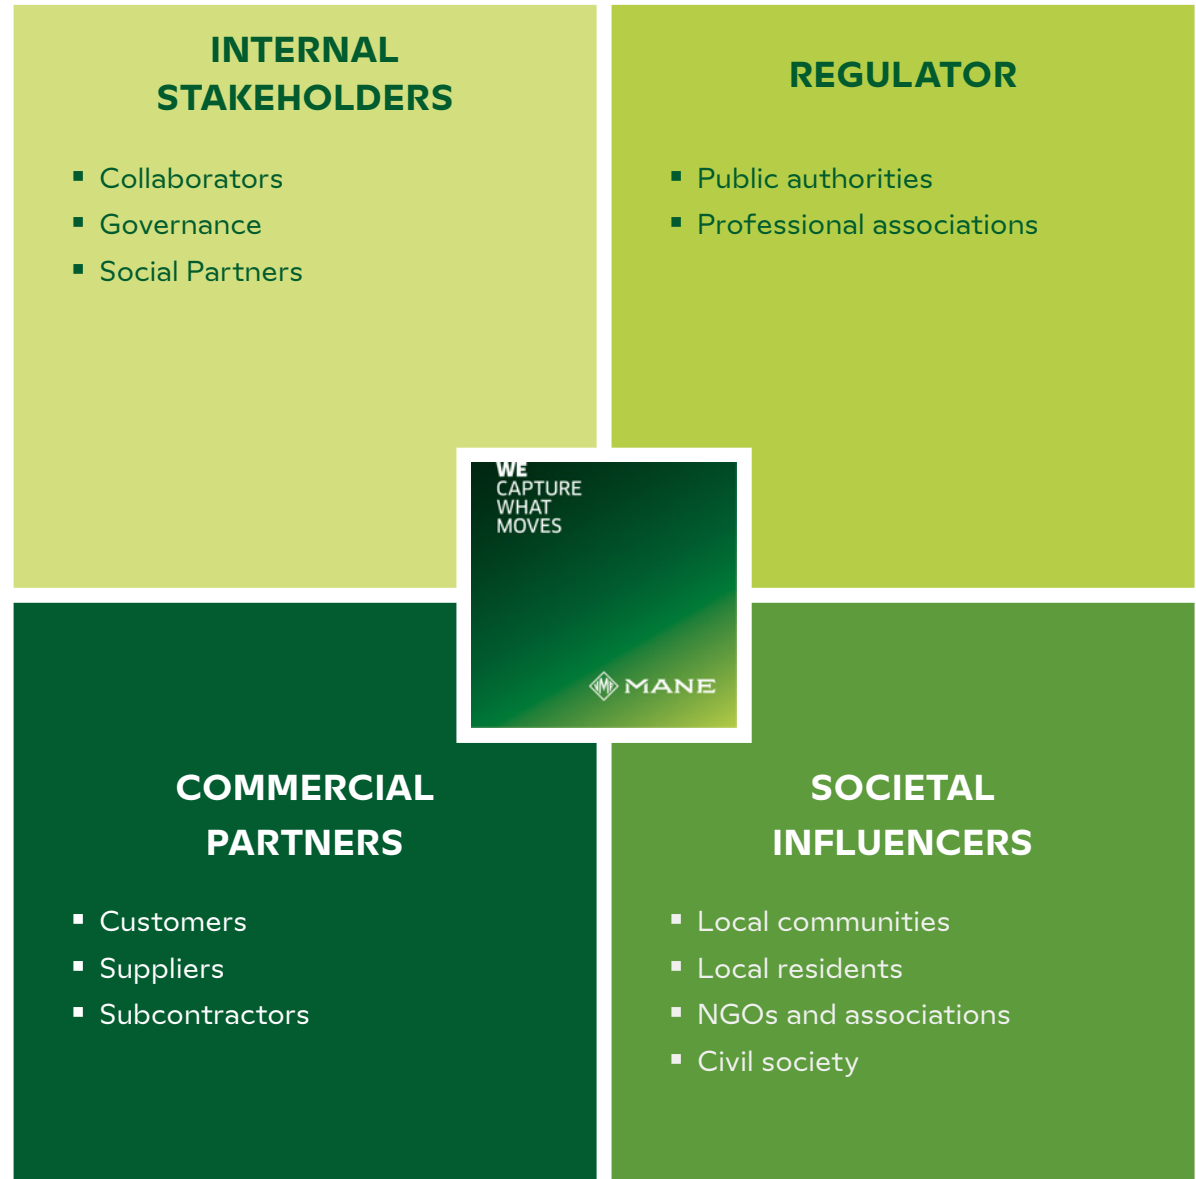 INTERNAL
STAKEHOLDERS
▪ Collaborators
▪ Governance
▪ Social Partners
REGULATOR
▪ Public authorities
▪ Professional associations
WE
CAPTURE
WHAT
MOVES
VMF MANE
COMMERCIAL
PARTNERS
▪ Customers
▪ Suppliers
▪ Subcontractors
SOCIETAL
INFLUENCERS
▪ Local communities
▪ Local residents
▪ NGOs and associations
▪ Civil society